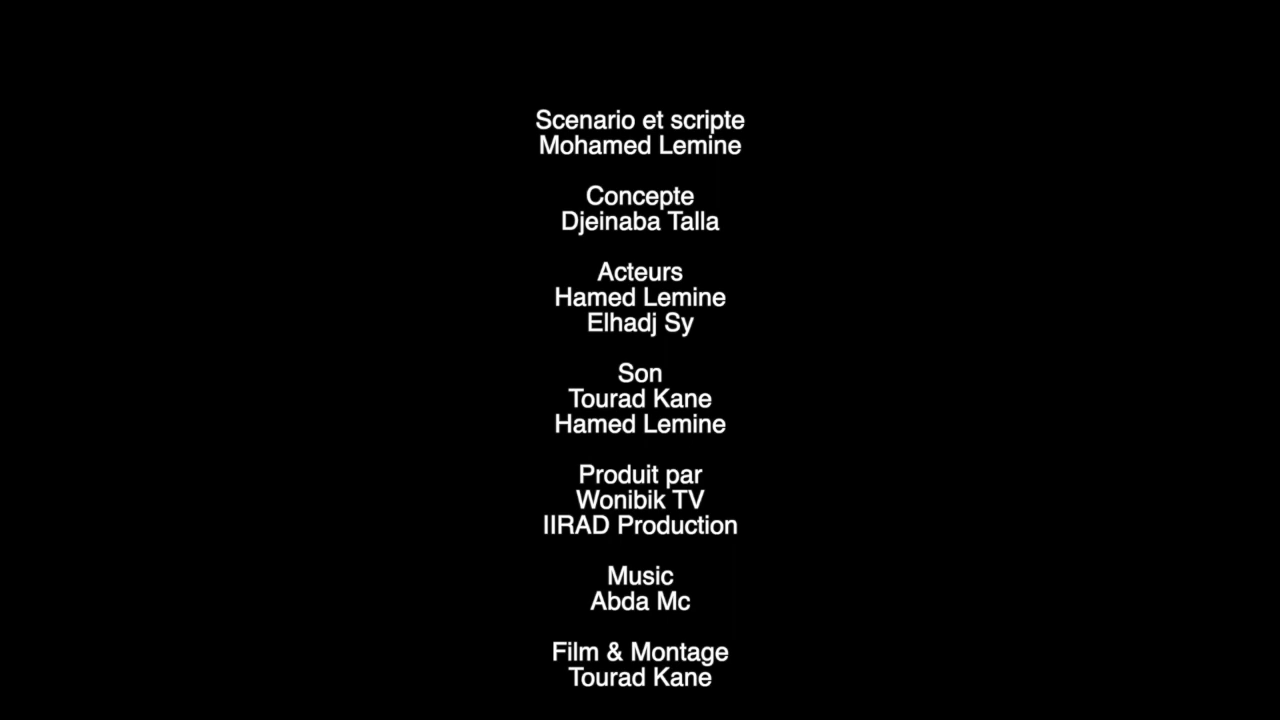 Scenario et scripte
Mohamed Lemine
Concepte
Djeinaba Talla
Acteurs
Hamed Lemine
Elhadj Sy
Son
Tourad Kane
Hamed Lemine
Produit par
Wonibik TV
IIRAD Production
Music
Abda Mc
Film & Montage
Tourad Kane